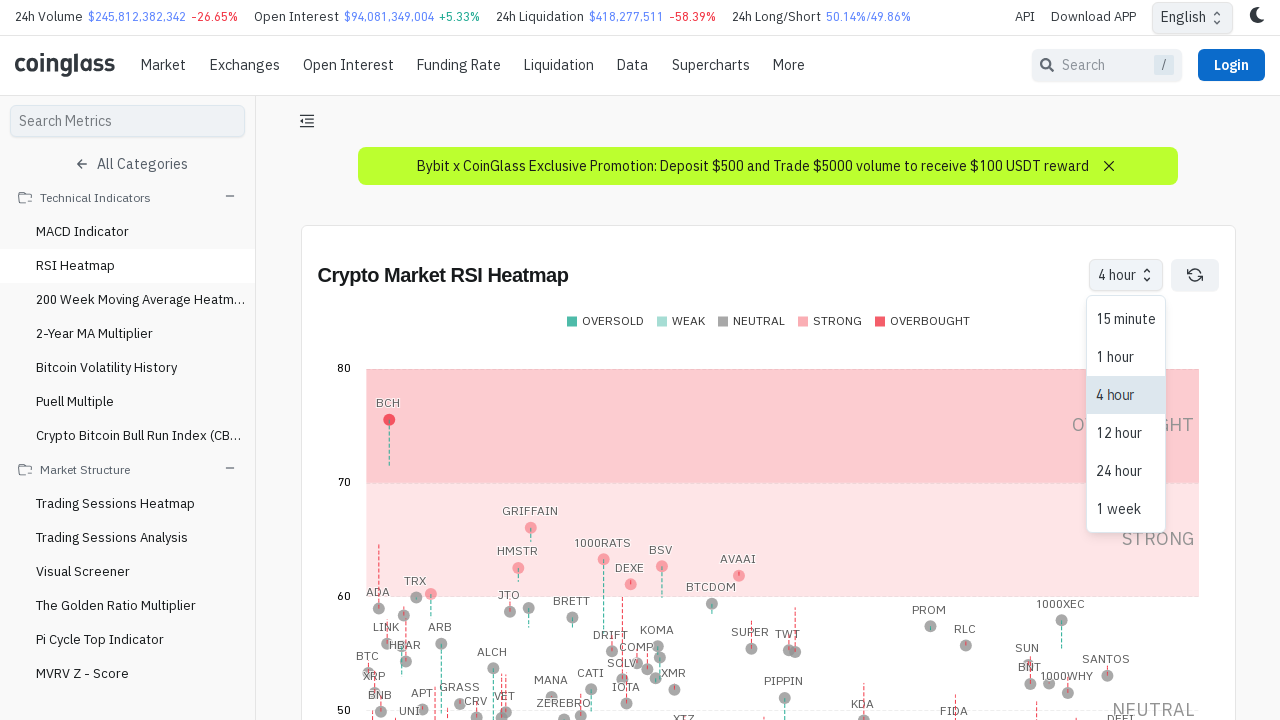 24h Volume $245,812,382,342 -26.65% Open Interest $94,081,349,004 +5.33% 24h Liquidation $418,277,511 -58.39% 24h Long/Short 50.14%/49.86% API Download APP English
coinglass Market Exchanges Open Interest Funding Rate Liquidation Data Supercharts More Search / Login
Search Metrics
All Categories
Technical Indicators
MACD Indicator
RSI Heatmap
200 Week Moving Average Heatm...
2-Year MA Multiplier
Bitcoin Volatility History
Puell Multiple
Crypto Bitcoin Bull Run Index (CB...
Market Structure
Trading Sessions Heatmap
Trading Sessions Analysis
Visual Screener
The Golden Ratio Multiplier
Pi Cycle Top Indicator
MVRV Z - Score
Bybit x CoinGlass Exclusive Promotion: Deposit $500 and Trade $5000 volume to receive $100 USDT reward
Crypto Market RSI Heatmap
4 hour
15 minute
1 hour
4 hour
12 hour
24 hour
1 week
OVERSOLD WEAK NEUTRAL STRONG OVERBOUGHT
80
BCH
70
GRIFFAIN
STRONG
HMSTR
1000RATS
DEXE
BSV
AVAAI
60
ADA
TRX
JTO
BRETT
BTCDOM
PROM
1000XEC
LINK
HBAR
ARB
DRIFT
KOMA
COMP
SUPER
TWT
RLC
BTC
ALCH
SOLV
SUN
SANTOS
XRP
MANA
CATI
XMR
BNT
1000WHY
BNB
APT
GRASS
VET
IOTA
PIPPIN
UNI
CRV
ZEREBRO
KDA
FIDA
50
NEUTRAL